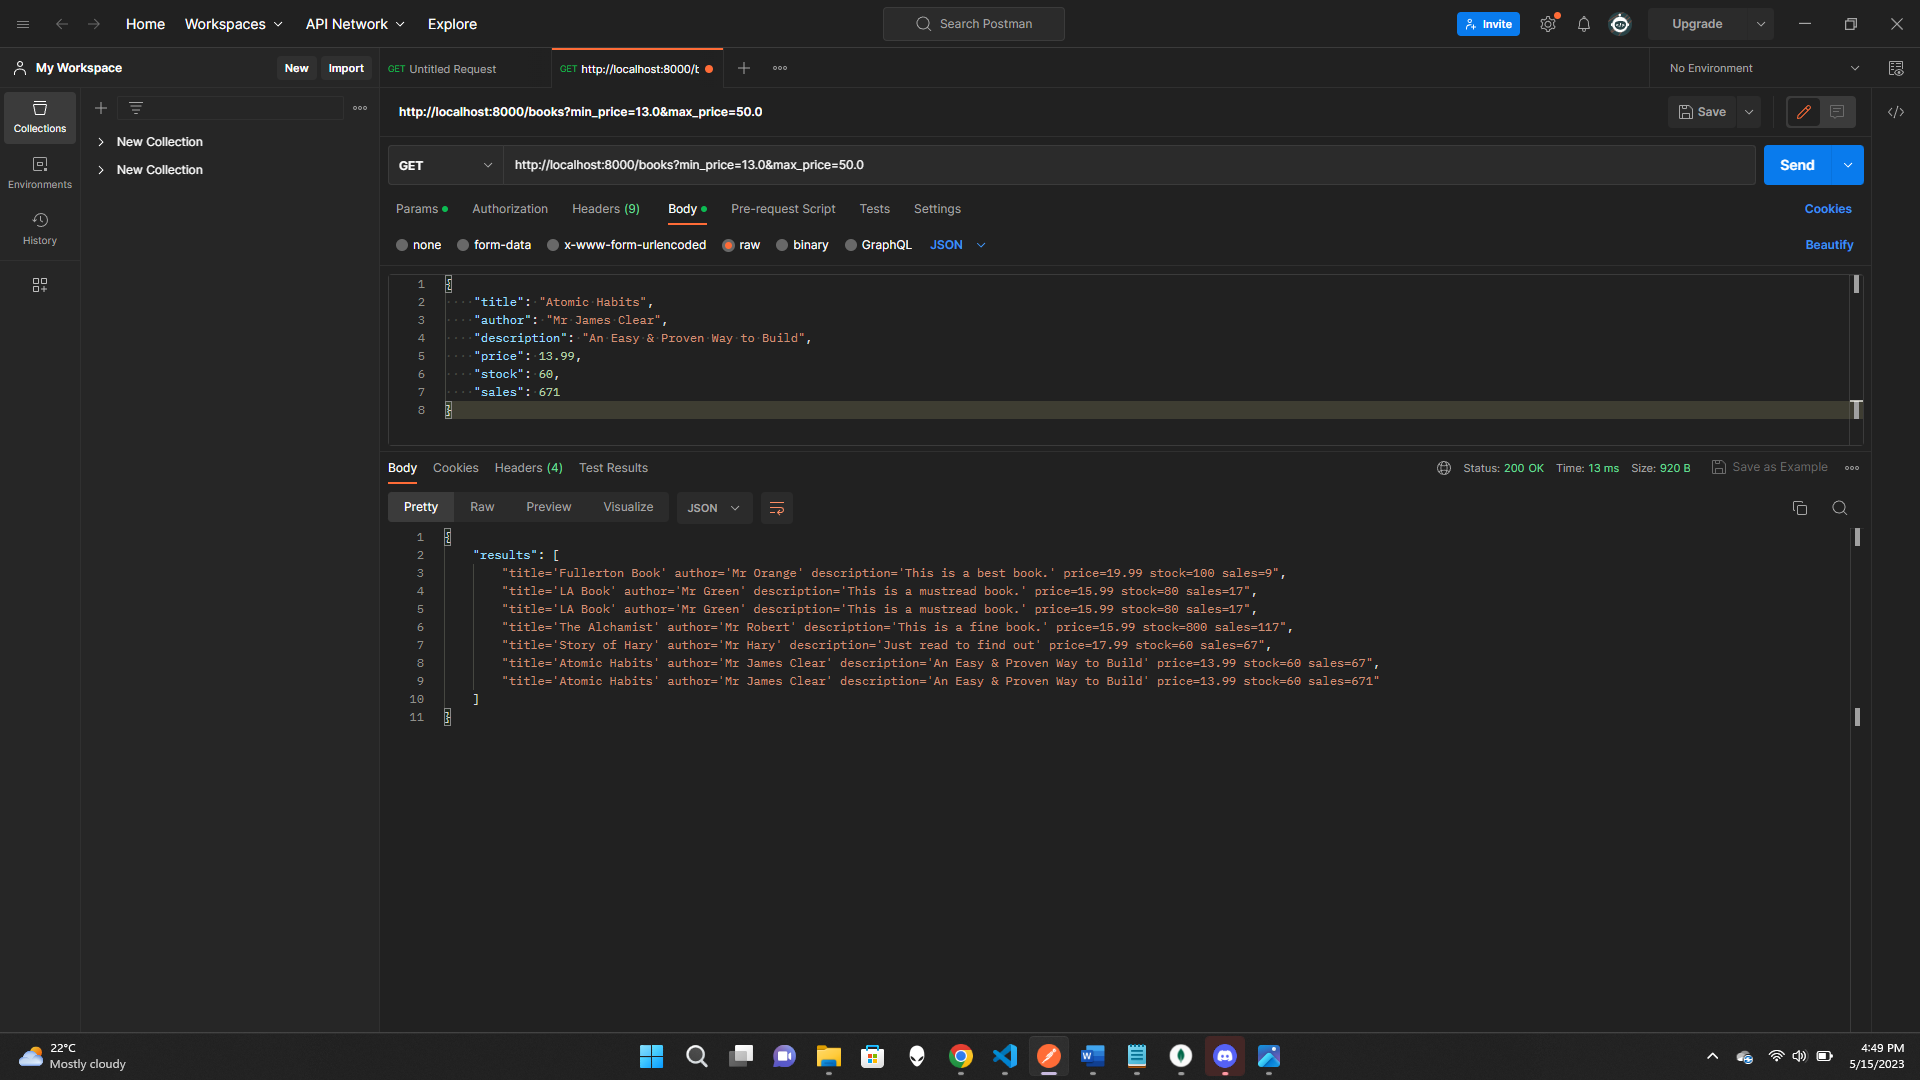 Home Workspaces API Network Explore Search Postman Invite Upgrade
My Workspace New Import GET Untitled Request GET http://localhost:8000/b No Environment
http://localhost:8000/books?min_price=13.0&max_price=50.0 Save
Collections
New Collection
New Collection
Environments
History
GET http://localhost:8000/books?min_price=13.0&max_price=50.0 Send
Params Authorization Headers (9) Body Pre-request Script Tests Settings Cookies
none form-data x-www-form-urlencoded raw binary GraphQL JSON Beautify
1 {
2 "title": "Atomic Habits",
3 "author": "Mr James Clear",
4 "description": "An Easy & Proven Way to Build",
5 "price": 13.99,
6 "stock": 60,
7 "sales": 671
8 }
Body Cookies Headers (4) Test Results Status: 200 OK Time: 13 ms Size: 920 B Save as Example
Pretty Raw Preview Visualize JSON
1 {
2 "results": [
3 "title='Fullerton Book' author='Mr Orange' description='This is a best book.' price=19.99 stock=100 sales=9",
4 "title='LA Book' author='Mr Green' description='This is a mustread book.' price=15.99 stock=80 sales=17",
5 "title='LA Book' author='Mr Green' description='This is a mustread book.' price=15.99 stock=80 sales=17",
6 "title='The Alchamist' author='Mr Robert' description='This is a fine book.' price=15.99 stock=800 sales=117",
7 "title='Story of Hary' author='Mr Hary' description='Just read to find out' price=17.99 stock=60 sales=67",
8 "title='Atomic Habits' author='Mr James Clear' description='An Easy & Proven Way to Build' price=13.99 stock=60 sales=67",
9 "title='Atomic Habits' author='Mr James Clear' description='An Easy & Proven Way to Build' price=13.99 stock=60 sales=671"
10 ]
11 }
22°C
Mostly cloudy
4:49 PM
5/15/2023